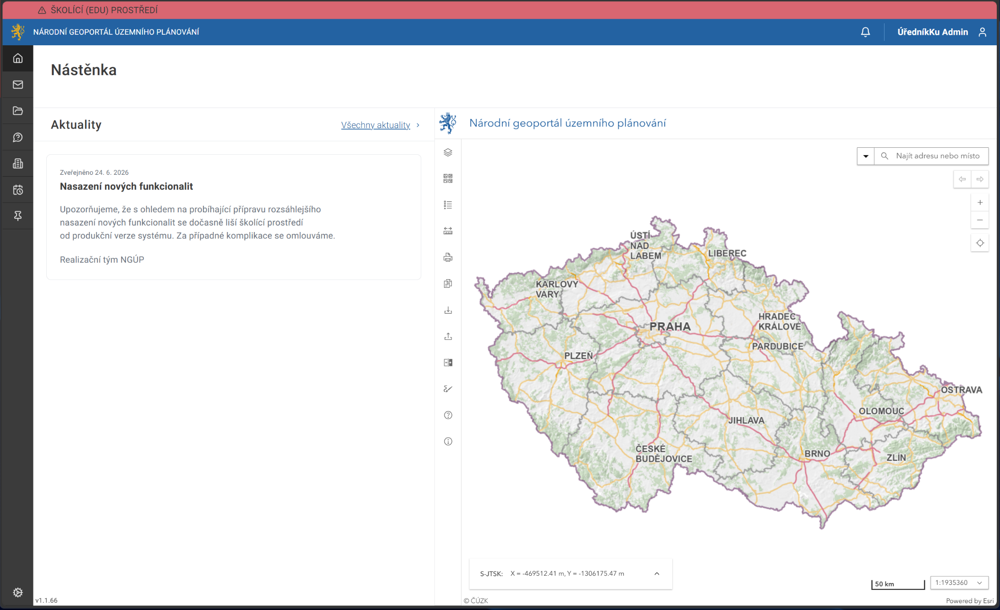 ŠKOLÍCÍ (EDU) PROSTŘEDÍ
NÁRODNÍ GEOPORTÁL ÚZEMNÍHO PLÁNOVÁNÍ
ÚředníkKu Admin
Nástěnka
Aktuality
Všechny aktuality
Zveřejněno 24. 6. 2026
Nasazení nových funkcionalit
Upozorňujeme, že s ohledem na probíhající přípravu rozsáhlejšího
nasazení nových funkcionalit se dočasně liší školící prostředí
od produkční verze systému. Za případné komplikace se omlouváme.
Realizační tým NGÚP
v1.1.66
Národní geoportál územního plánování
Najít adresu nebo místo
ÚSTÍ
NAD
LABEM
LIBEREC
KARLOVY
VARY
HRADEC
KRÁLOVÉ
PRAHA
PARDUBICE
PLZEŇ
OSTRAVA
OLOMOUC
JIHLAVA
ČESKÉ
BUDĚJOVICE
BRNO
ZLÍN
S-JTSK: X = -469512.41 m, Y = -1306175.47 m
50 km
1:1935360
© ČÚZK
Powered by Esri